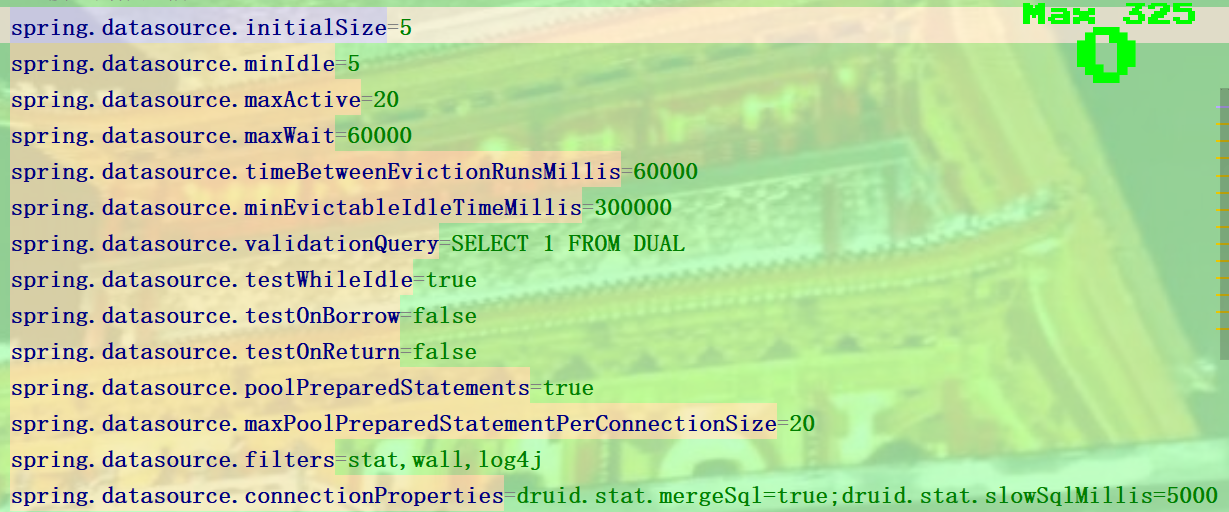 Max 325
0
spring.datasource.initialSize=5
spring.datasource.minIdle=5
spring.datasource.maxActive=20
spring.datasource.maxWait=60000
spring.datasource.timeBetweenEvictionRunsMillis=60000
spring.datasource.minEvictableIdleTimeMillis=300000
spring.datasource.validationQuery=SELECT 1 FROM DUAL
spring.datasource.testWhileIdle=true
spring.datasource.testOnBorrow=false
spring.datasource.testOnReturn=false
spring.datasource.poolPreparedStatements=true
spring.datasource.maxPoolPreparedStatementPerConnectionSize=20
spring.datasource.filters=stat,wall,log4j
spring.datasource.connectionProperties=druid.stat.mergeSql=true;druid.stat.slowSqlMillis=5000